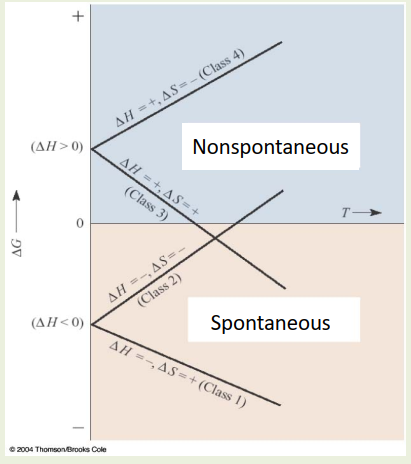 +
ΔH = +, ΔS = – (Class 4)
Nonspontaneous
(ΔH > 0)
ΔH = +, ΔS = +
(Class 3)
T
0
ΔG
ΔH = –, ΔS = –
(Class 2)
(ΔH < 0)
Spontaneous
ΔH = –, ΔS = + (Class 1)
–
© 2004 Thomson/Brooks Cole